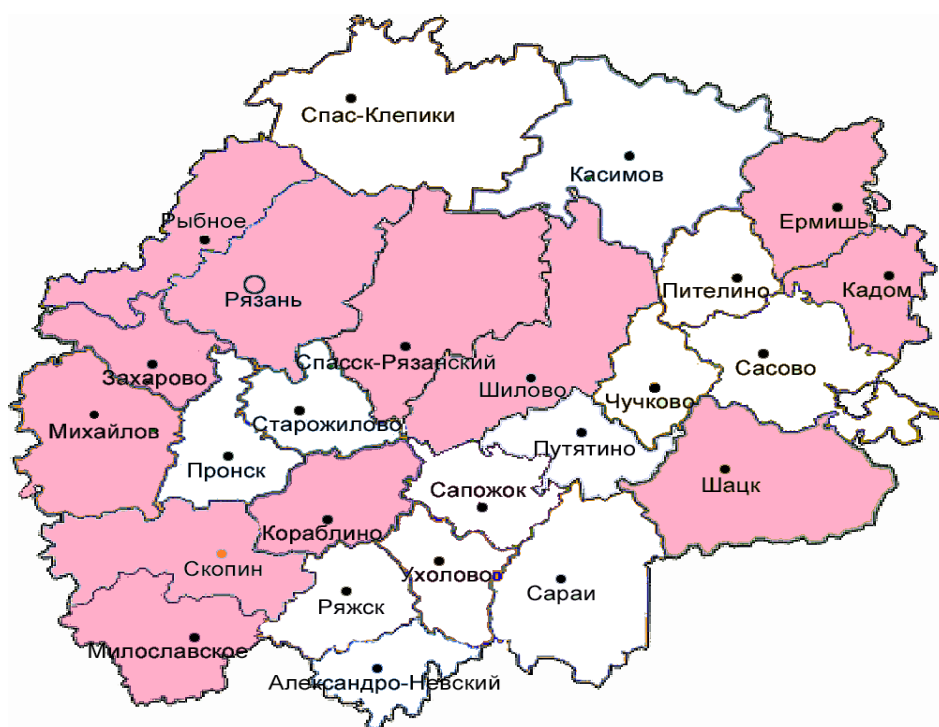 Спас-Клепики
Касимов
Рыбное
Ермишь
Рязань
Пителино
Кадом
Спасск-Рязанский
Захарово
Шилово
Сасово
Чучково
Михайлов
Старожилово
Путятино
Пронск
Сапожок
Шацк
Кораблино
Скопин
Ухолово
Сараи
Ряжск
Милославское
Александро-Невский